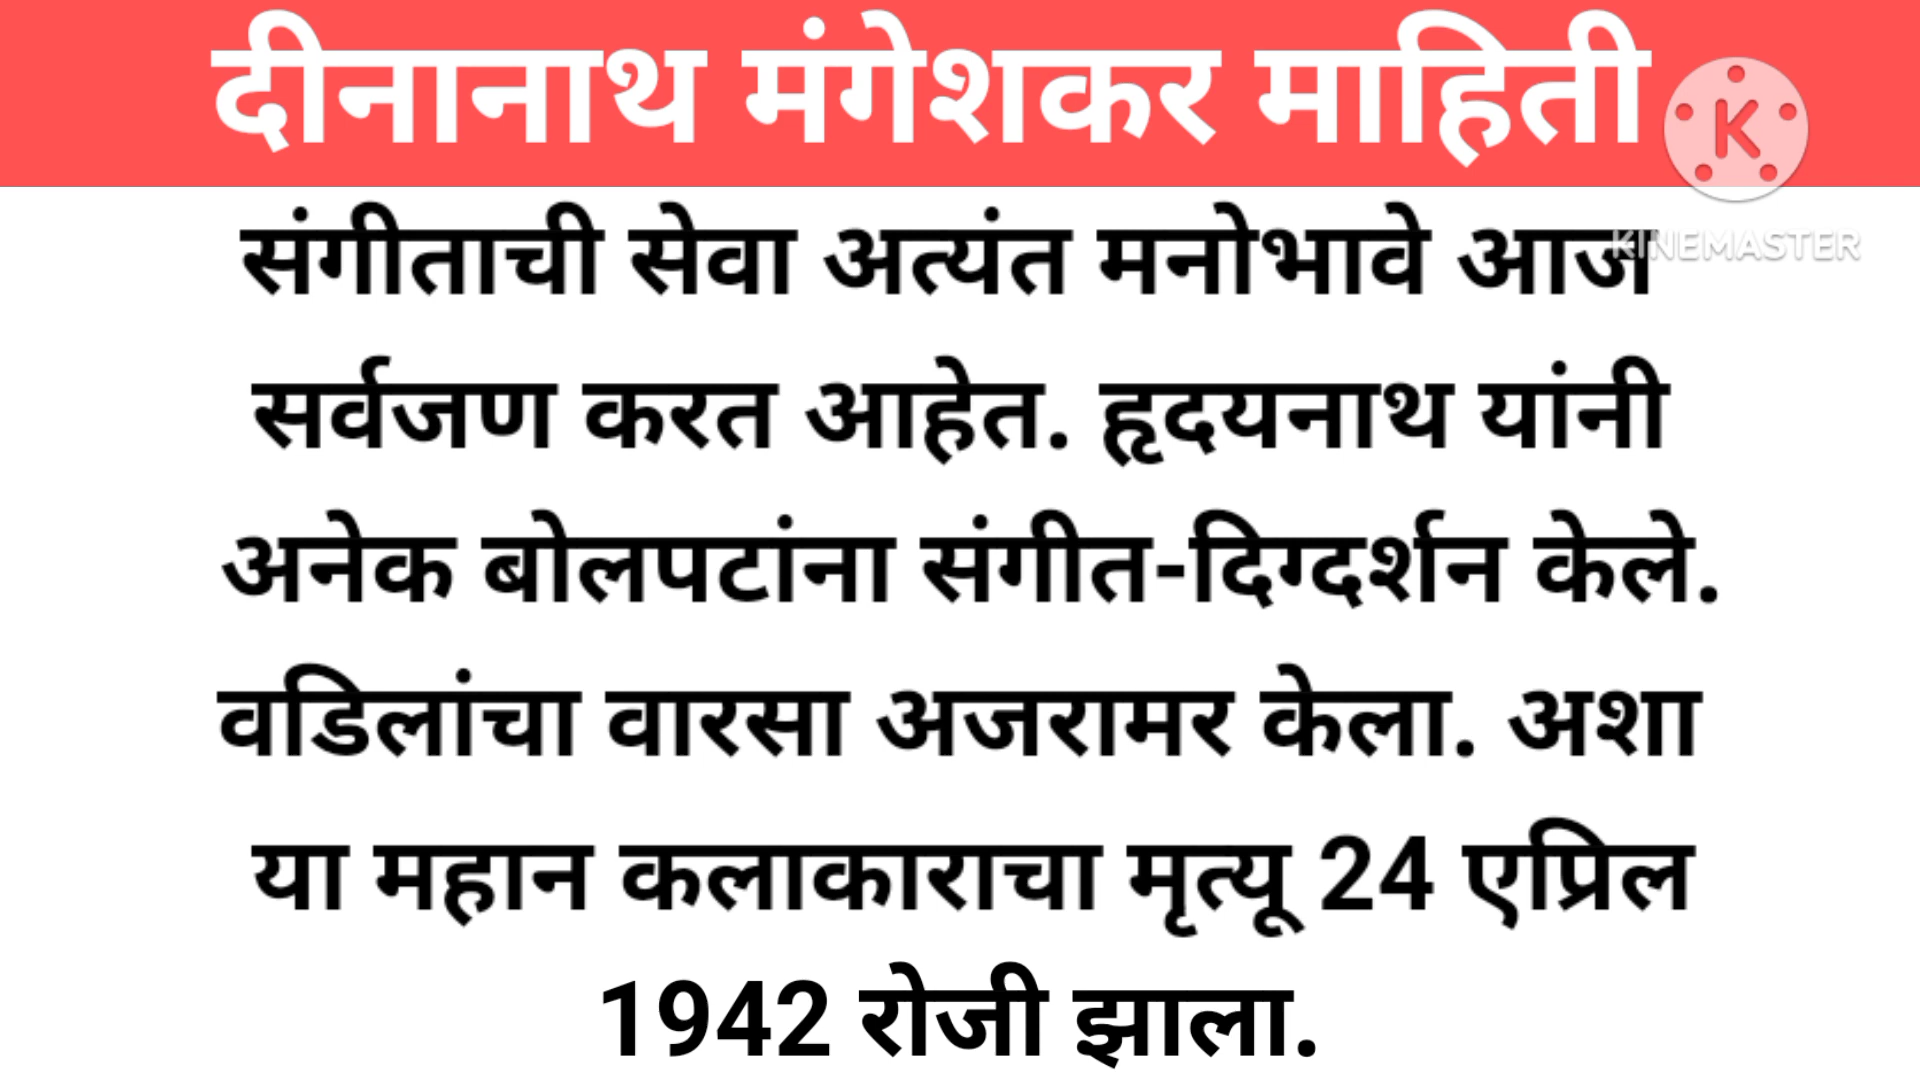 दीनानाथ मंगेशकर माहिती
K
KINEMASTER
संगीताची सेवा अत्यंत मनोभावे आज
सर्वजण करत आहेत. हृदयनाथ यांनी
अनेक बोलपटांना संगीत-दिग्दर्शन केले.
वडिलांचा वारसा अजरामर केला. अशा
या महान कलाकाराचा मृत्यू 24 एप्रिल
1942 रोजी झाला.